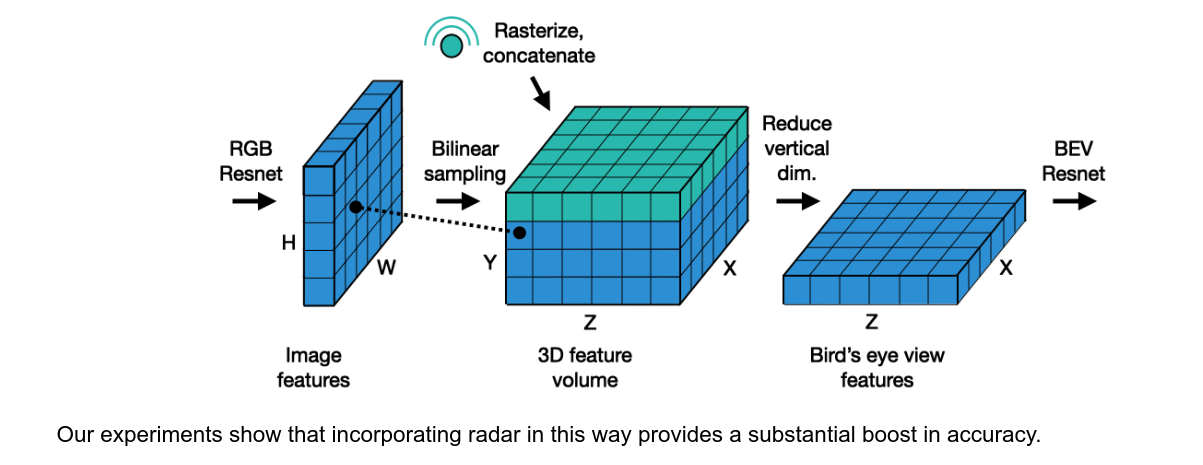 Rasterize,
concatenate
RGB
Resnet
Bilinear
sampling
Reduce
vertical
dim.
BEV
Resnet
H
W
Y
X
Z
X
Z
Image
features
3D feature
volume
Bird's eye view
features
Our experiments show that incorporating radar in this way provides a substantial boost in accuracy.